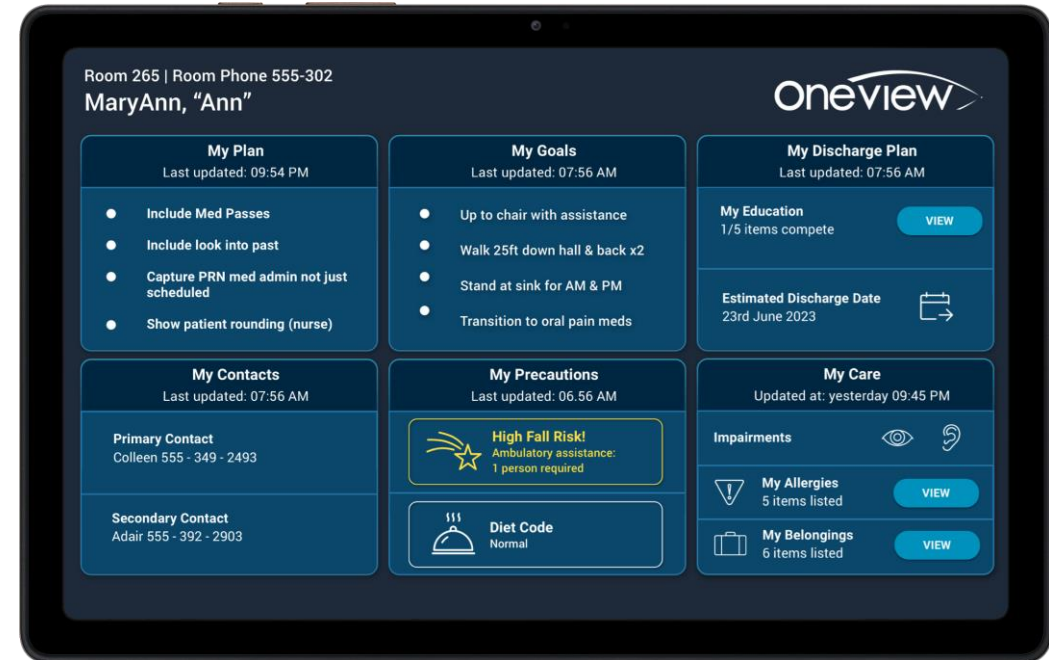 Room 265 | Room Phone 555-302
MaryAnn, “Ann”
Oneview
My Plan
Last updated: 09:54 PM
Include Med Passes
Include look into past
Capture PRN med admin not just
scheduled
Show patient rounding (nurse)
My Goals
Last updated: 07:56 AM
Up to chair with assistance
Walk 25ft down hall & back x2
Stand at sink for AM & PM
Transition to oral pain meds
My Discharge Plan
Last updated: 07:56 AM
My Education
1/5 items compete
VIEW
Estimated Discharge Date
23rd June 2023
My Contacts
Last updated: 07:56 AM
Primary Contact
Colleen 555 - 349 - 2493
Secondary Contact
Adair 555 - 392 - 2903
My Precautions
Last updated: 06.56 AM
High Fall Risk!
Ambulatory assistance:
1 person required
Diet Code
Normal
My Care
Updated at: yesterday 09:45 PM
Impairments
My Allergies
5 items listed
VIEW
My Belongings
6 items listed
VIEW